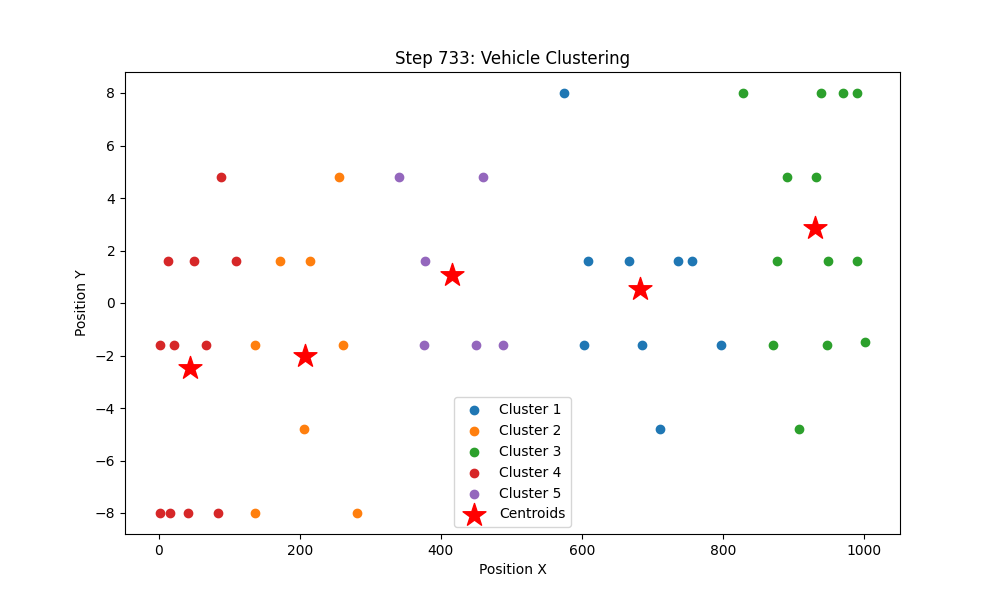 Step 733: Vehicle Clustering
Position Y
8
6
4
2
0
−2
−4
−6
−8
Cluster 1
Cluster 2
Cluster 3
Cluster 4
Cluster 5
Centroids
0 200 400 600 800 1000
Position X